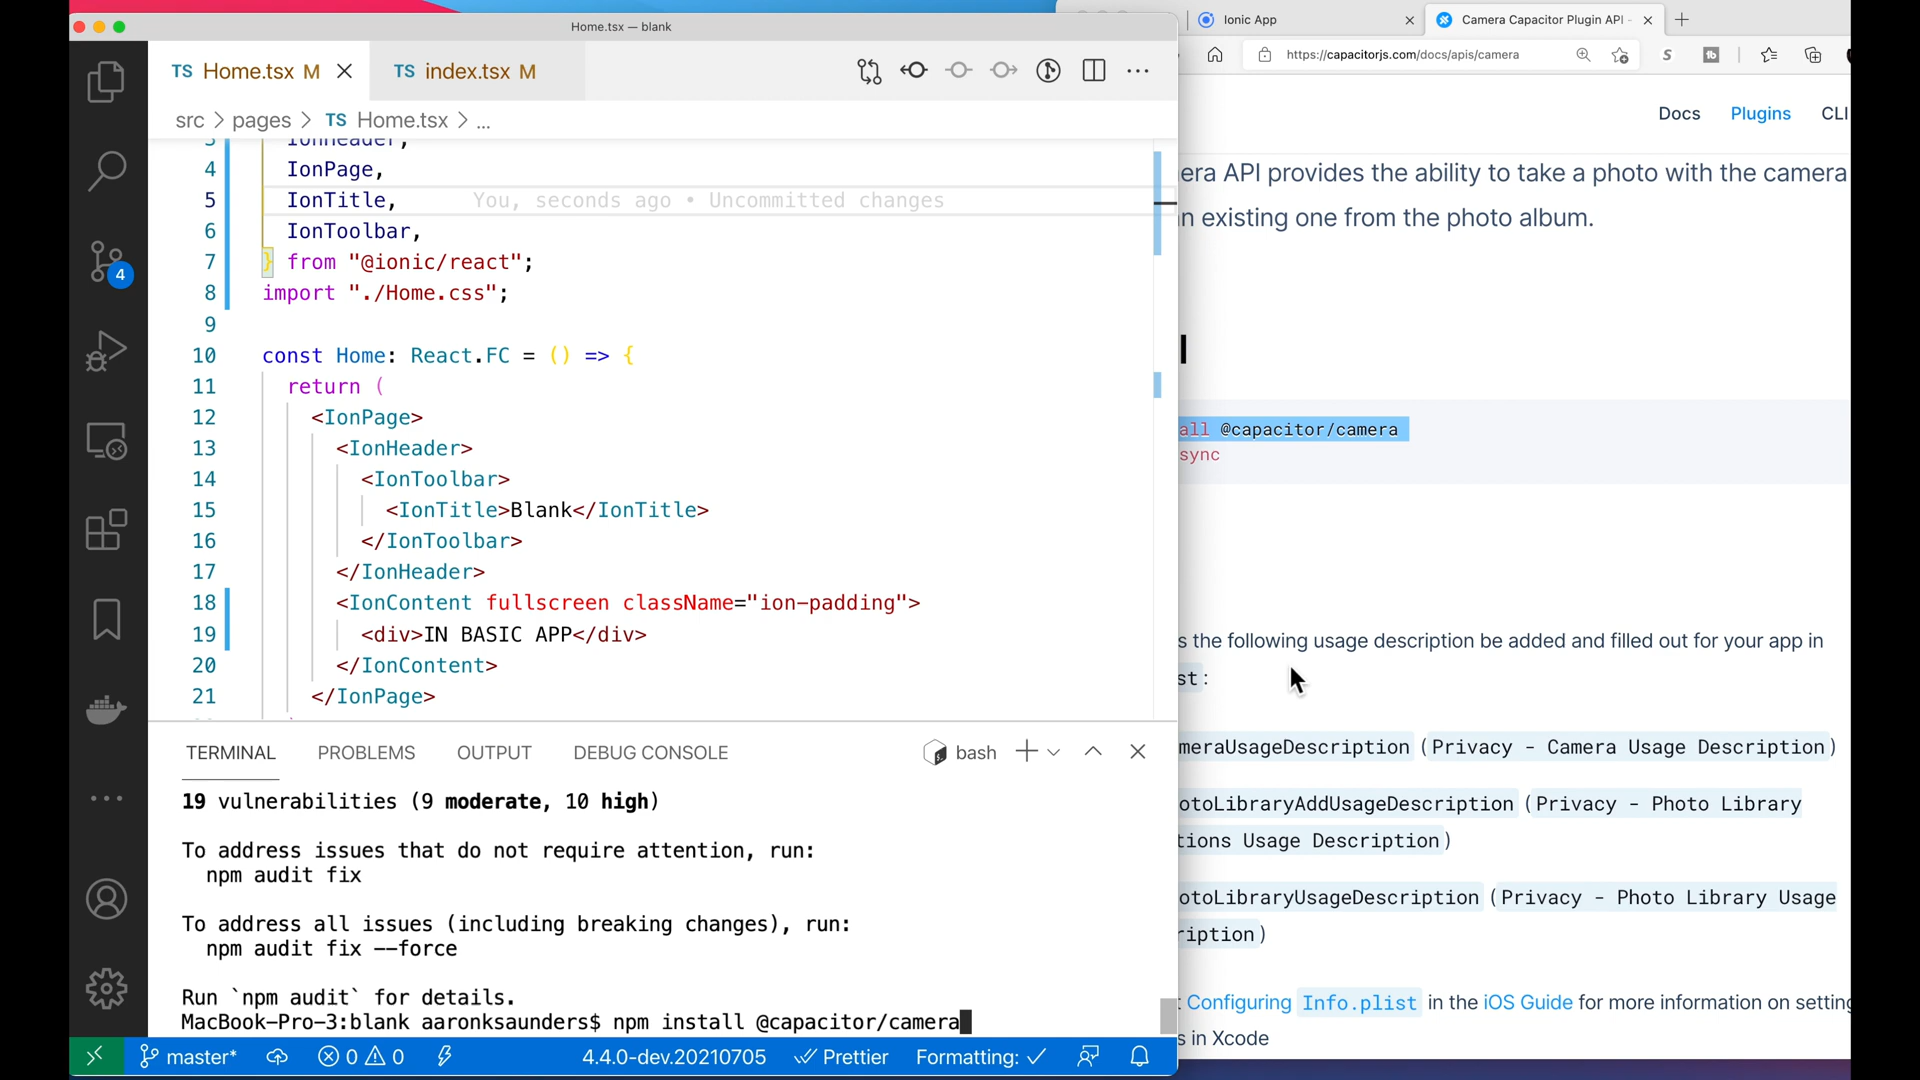 Home.tsx — blank
TS Home.tsx M
TS index.tsx M
src > pages > TS Home.tsx > ...
3 IonHeader,
4 IonPage,
5 IonTitle, You, seconds ago • Uncommitted changes
6 IonToolbar,
7 } from "@ionic/react";
8 import "./Home.css";
9
10 const Home: React.FC = () => {
11 return (
12 <IonPage>
13 <IonHeader>
14 <IonToolbar>
15 <IonTitle>Blank</IonTitle>
16 </IonToolbar>
17 </IonHeader>
18 <IonContent fullscreen className="ion-padding">
19 <div>IN BASIC APP</div>
20 </IonContent>
21 </IonPage>
4
TERMINAL PROBLEMS OUTPUT DEBUG CONSOLE bash
19 vulnerabilities (9 moderate, 10 high)
To address issues that do not require attention, run:
npm audit fix
To address all issues (including breaking changes), run:
npm audit fix --force
Run `npm audit` for details.
MacBook-Pro-3:blank aaronksaunders$ npm install @capacitor/camera
master* 0 0 4.4.0-dev.20210705 Prettier Formatting: ✓
Ionic App
Camera Capacitor Plugin API -
https://capacitorjs.com/docs/apis/camera
Docs Plugins CLI
era API provides the ability to take a photo with the camera
n existing one from the photo album.
l
all @capacitor/camera
sync
s the following usage description be added and filled out for your app in
st:
meraUsageDescription (Privacy - Camera Usage Description)
otoLibraryAddUsageDescription (Privacy - Photo Library
tions Usage Description)
otoLibraryUsageDescription (Privacy - Photo Library Usage
ription)
t Configuring Info.plist in the iOS Guide for more information on setting
s in Xcode